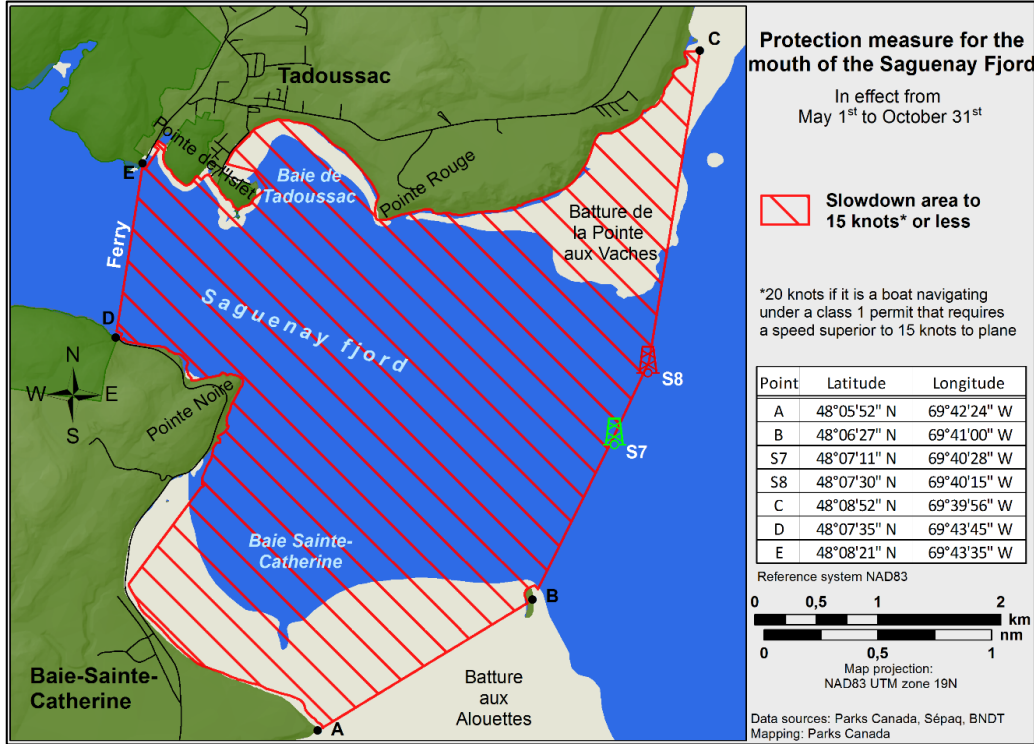 C
Tadoussac
Pointe de l'Islet
E
Baie de
Tadoussac
Pointe Rouge
Batture de
la Pointe
aux Vaches
Ferry
Saguenay fjord
D
N
W E
S
Pointe Noire
S8
S7
Baie Sainte-
Catherine
B
Baie-Sainte-
Catherine
Batture
aux
Alouettes
A
Protection measure for the
mouth of the Saguenay Fjord
In effect from
May 1st to October 31st
Slowdown area to
15 knots* or less
*20 knots if it is a boat navigating
under a class 1 permit that requires
a speed superior to 15 knots to plane
Point Latitude Longitude
A 48°05'52" N 69°42'24" W
B 48°06'27" N 69°41'00" W
S7 48°07'11" N 69°40'28" W
S8 48°07'30" N 69°40'15" W
C 48°08'52" N 69°39'56" W
D 48°07'35" N 69°43'45" W
E 48°08'21" N 69°43'35" W
Reference system NAD83
0 0,5 1 2
km
nm
0 0,5 1
Map projection:
NAD83 UTM zone 19N
Data sources: Parks Canada, Sépaq, BNDT
Mapping: Parks Canada